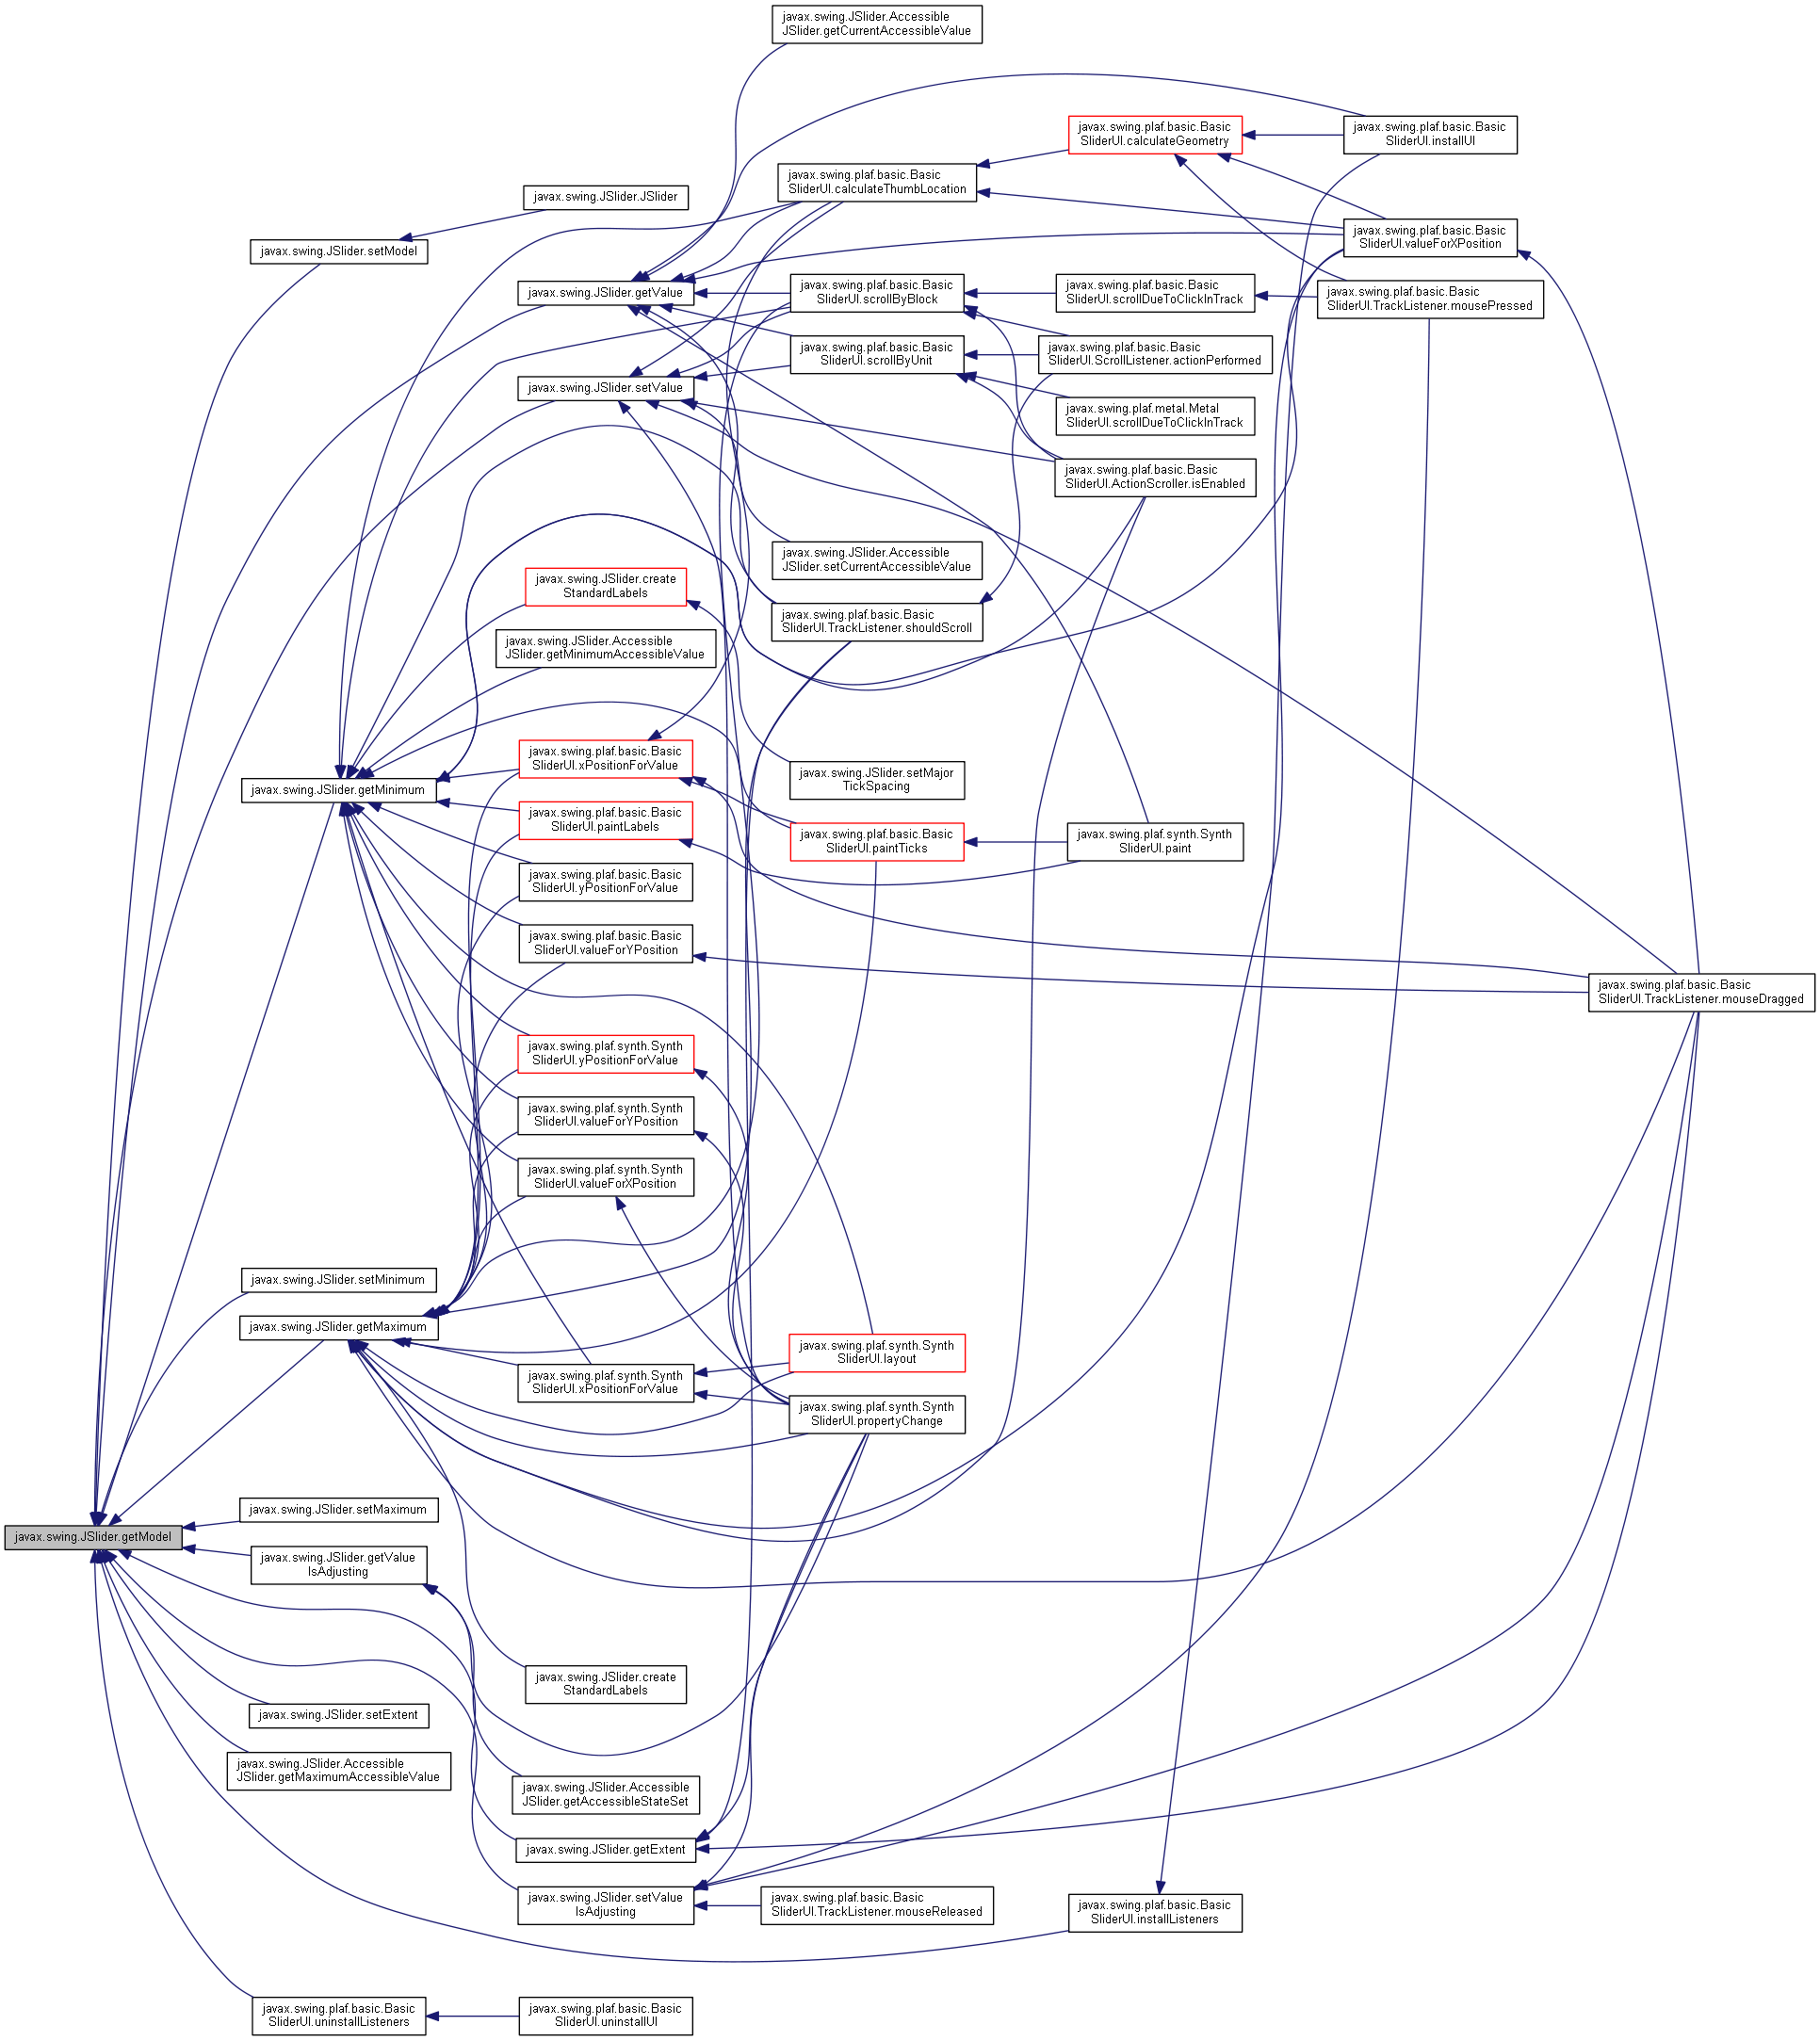 javax.swing.JSlider.Accessible
JSlider.getCurrentAccessibleValue
javax.swing.plaf.basic.Basic
SliderUI.calculateGeometry
javax.swing.plaf.basic.Basic
SliderUI.installUI
javax.swing.plaf.basic.Basic
SliderUI.calculateThumbLocation
javax.swing.JSlider.JSlider
javax.swing.JSlider.setModel
javax.swing.plaf.basic.Basic
SliderUI.valueForXPosition
javax.swing.JSlider.getValue
javax.swing.plaf.basic.Basic
SliderUI.scrollByBlock
javax.swing.plaf.basic.Basic
SliderUI.scrollDueToClickInTrack
javax.swing.plaf.basic.Basic
SliderUI.TrackListener.mousePressed
javax.swing.plaf.basic.Basic
SliderUI.scrollByUnit
javax.swing.plaf.basic.Basic
SliderUI.ScrollListener.actionPerformed
javax.swing.JSlider.setValue
javax.swing.plaf.metal.Metal
SliderUI.scrollDueToClickInTrack
javax.swing.plaf.basic.Basic
SliderUI.ActionScroller.isEnabled
javax.swing.JSlider.Accessible
JSlider.setCurrentAccessibleValue
javax.swing.JSlider.create
StandardLabels
javax.swing.plaf.basic.Basic
SliderUI.TrackListener.shouldScroll
javax.swing.JSlider.Accessible
JSlider.getMinimumAccessibleValue
javax.swing.plaf.basic.Basic
SliderUI.xPositionForValue
javax.swing.JSlider.setMajor
TickSpacing
javax.swing.JSlider.getMinimum
javax.swing.plaf.basic.Basic
SliderUI.paintLabels
javax.swing.plaf.basic.Basic
SliderUI.paintTicks
javax.swing.plaf.synth.Synth
SliderUI.paint
javax.swing.plaf.basic.Basic
SliderUI.yPositionForValue
javax.swing.plaf.basic.Basic
SliderUI.valueForYPosition
javax.swing.plaf.basic.Basic
SliderUI.TrackListener.mouseDragged
javax.swing.plaf.synth.Synth
SliderUI.yPositionForValue
javax.swing.plaf.synth.Synth
SliderUI.valueForYPosition
javax.swing.plaf.synth.Synth
SliderUI.valueForXPosition
javax.swing.JSlider.setMinimum
javax.swing.JSlider.getMaximum
javax.swing.plaf.synth.Synth
SliderUI.layout
javax.swing.plaf.synth.Synth
SliderUI.xPositionForValue
javax.swing.plaf.synth.Synth
SliderUI.propertyChange
javax.swing.JSlider.setMaximum
javax.swing.JSlider.getModel
javax.swing.JSlider.getValue
IsAdjusting
javax.swing.JSlider.create
StandardLabels
javax.swing.JSlider.setExtent
javax.swing.JSlider.Accessible
JSlider.getMaximumAccessibleValue
javax.swing.JSlider.Accessible
JSlider.getAccessibleStateSet
javax.swing.JSlider.getExtent
javax.swing.JSlider.setValue
IsAdjusting
javax.swing.plaf.basic.Basic
SliderUI.TrackListener.mouseReleased
javax.swing.plaf.basic.Basic
SliderUI.installListeners
javax.swing.plaf.basic.Basic
SliderUI.uninstallListeners
javax.swing.plaf.basic.Basic
SliderUI.uninstallUI